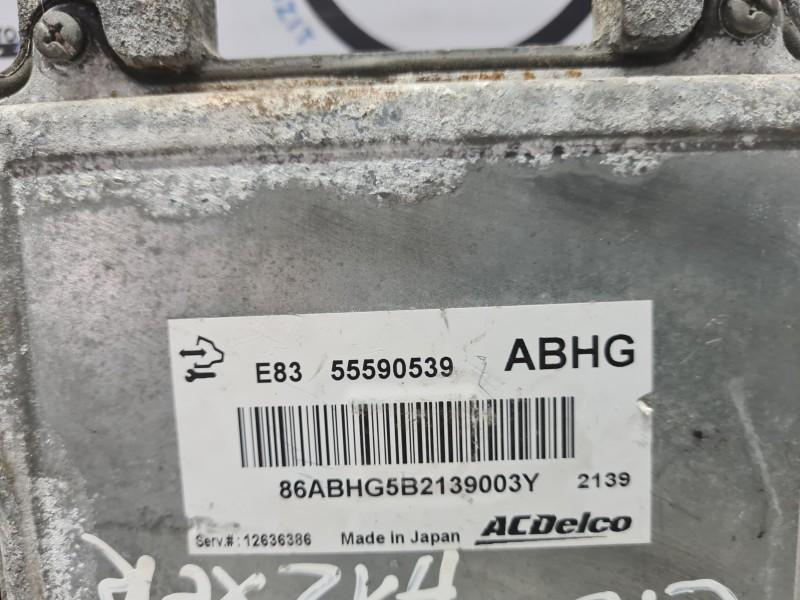 E83 55590539 ABHG
86ABHG5B2139003Y 2139
Serv.#:12636386 Made in Japan ACDelco